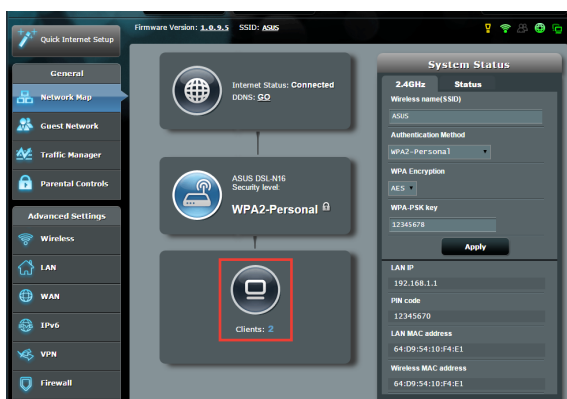 Firmware Version: 1.0.9.5 SSID: ASUS
Quick Internet Setup
General
Network Map
Guest Network
Traffic Manager
Parental Controls
Advanced Settings
Wireless
LAN
WAN
IPv6
VPN
Firewall
Internet Status: Connected
DDNS: GO
ASUS DSL-N16
Security level:
WPA2-Personal
Clients: 2
System Status
2.4GHz Status
Wireless name(SSID)
ASUS
Authentication Method
WPA2-Personal
WPA Encryption
AES
WPA-PSK key
12345678
Apply
LAN IP
192.168.1.1
PIN code
12345670
LAN MAC address
64:D9:54:10:F4:E1
Wireless MAC address
64:D9:54:10:F4:E1